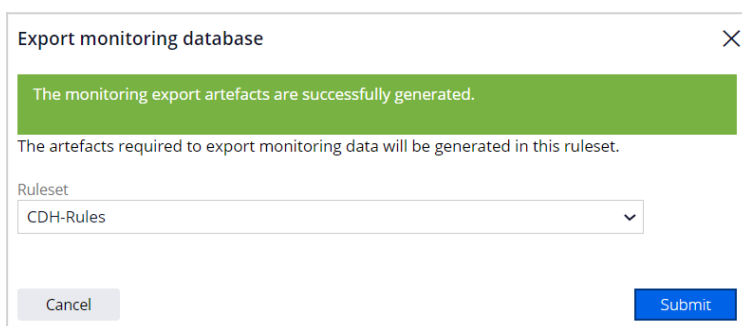 Export monitoring database
The monitoring export artefacts are successfully generated.
The artefacts required to export monitoring data will be generated in this ruleset.
Ruleset
CDH-Rules
Cancel
Submit